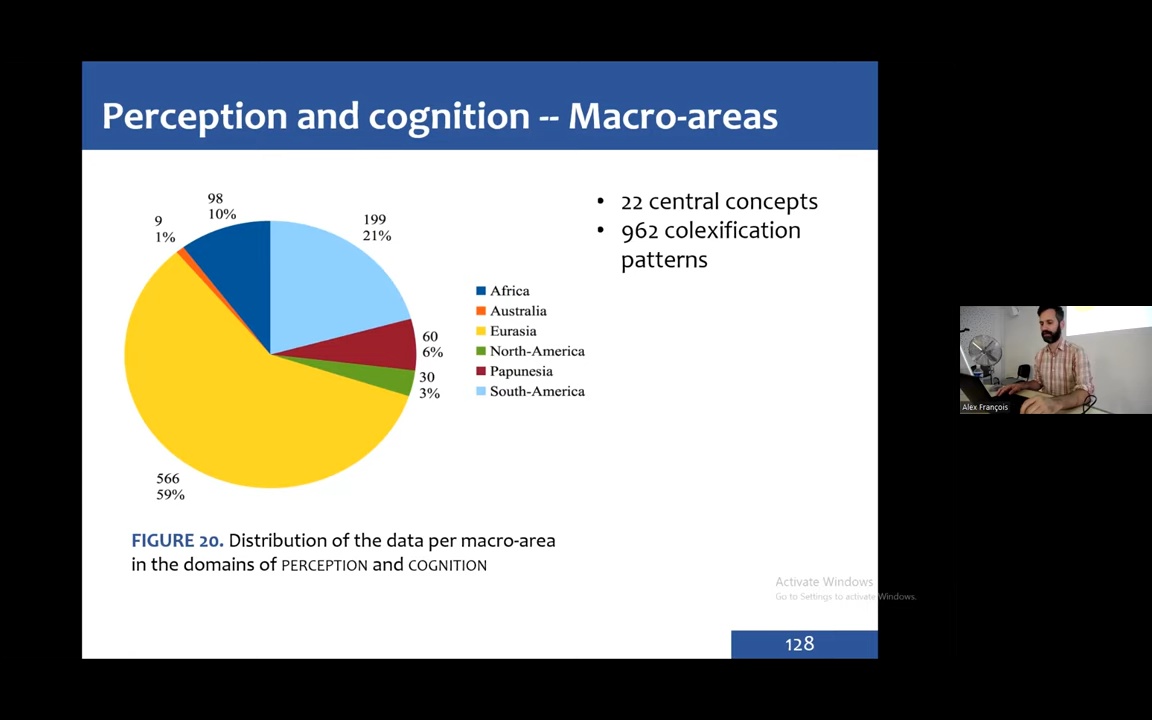 Perception and cognition -- Macro-areas
98
10%
9
1%
199
21%
60
6%
30
3%
566
59%
Africa
Australia
Eurasia
North-America
Papunesia
South-America
• 22 central concepts
• 962 colexification
patterns
FIGURE 20. Distribution of the data per macro-area
in the domains of PERCEPTION and COGNITION
Activate Windows
Go to Settings to activate Windows.
128
Alex François